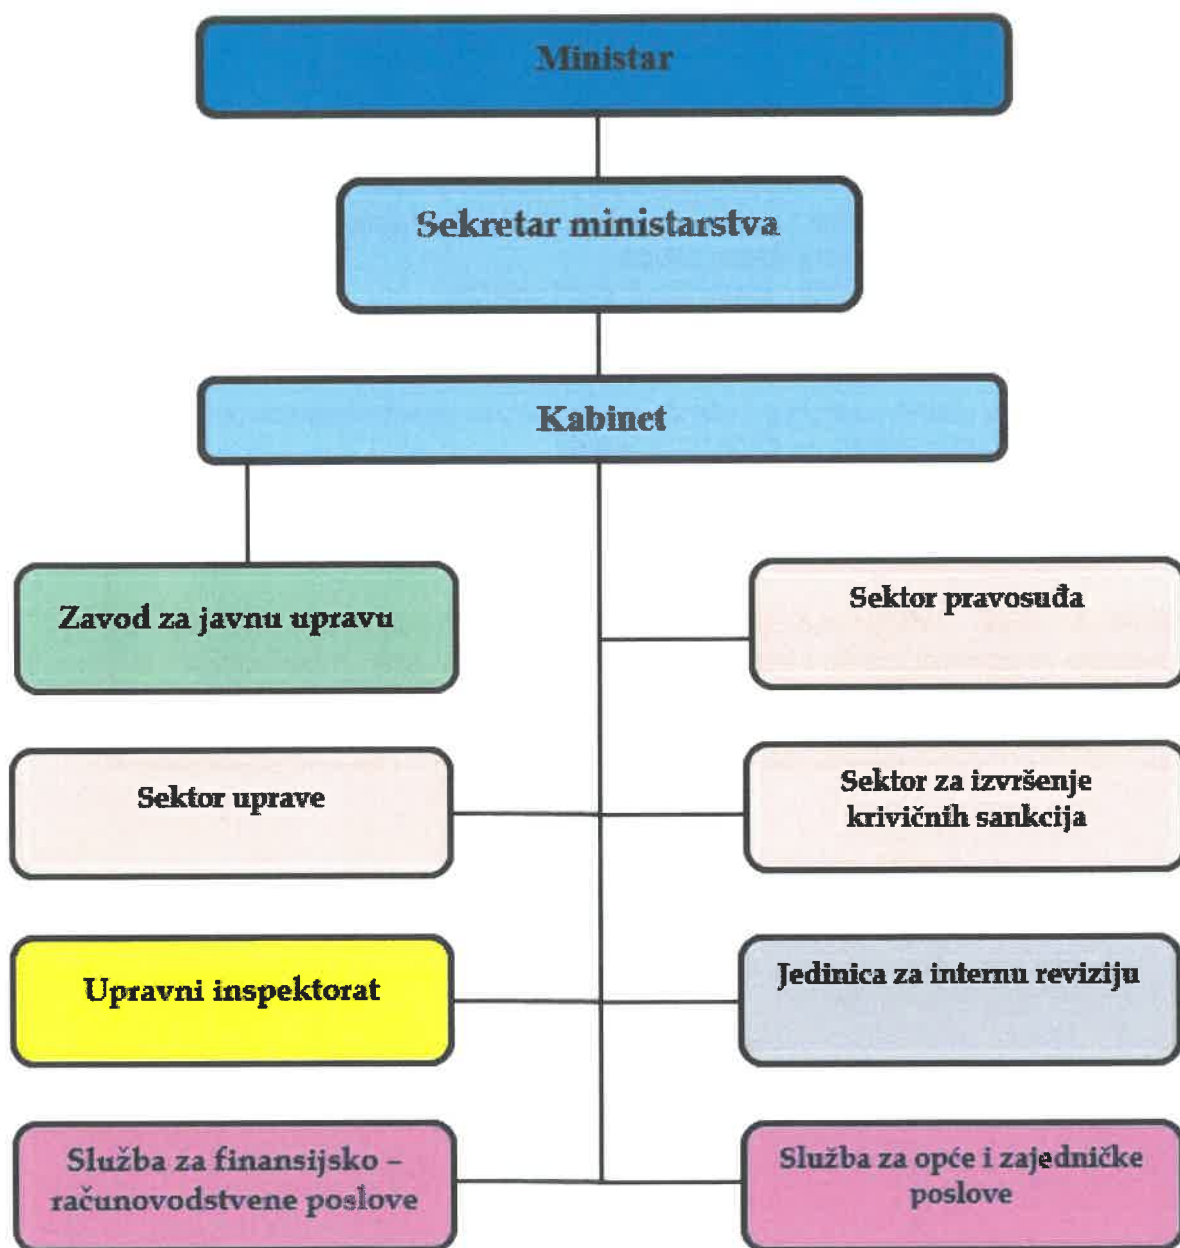 Ministar
Sekretar ministarstva
Kabinet
Zavod za javnu upravu
Sektor pravosuđa
Sektor uprave
Sektor za izvršenje
krivičnih sankcija
Upravni inspektorat
Jedinica za internu reviziju
Služba za finansijsko –
računovodstvene poslove
Služba za opće i zajedničke
poslove